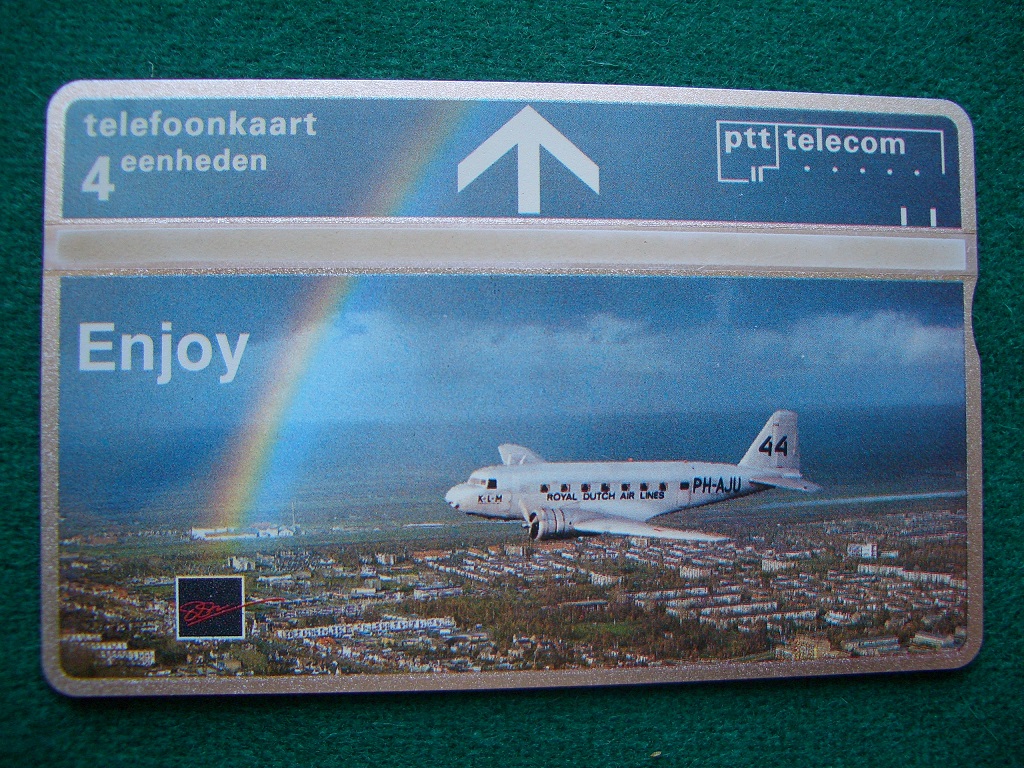 telefoonkaart
4 eenheden
ptt telecom
Enjoy
44
K-L-M
ROYAL DUTCH AIR LINES
PH-AJU